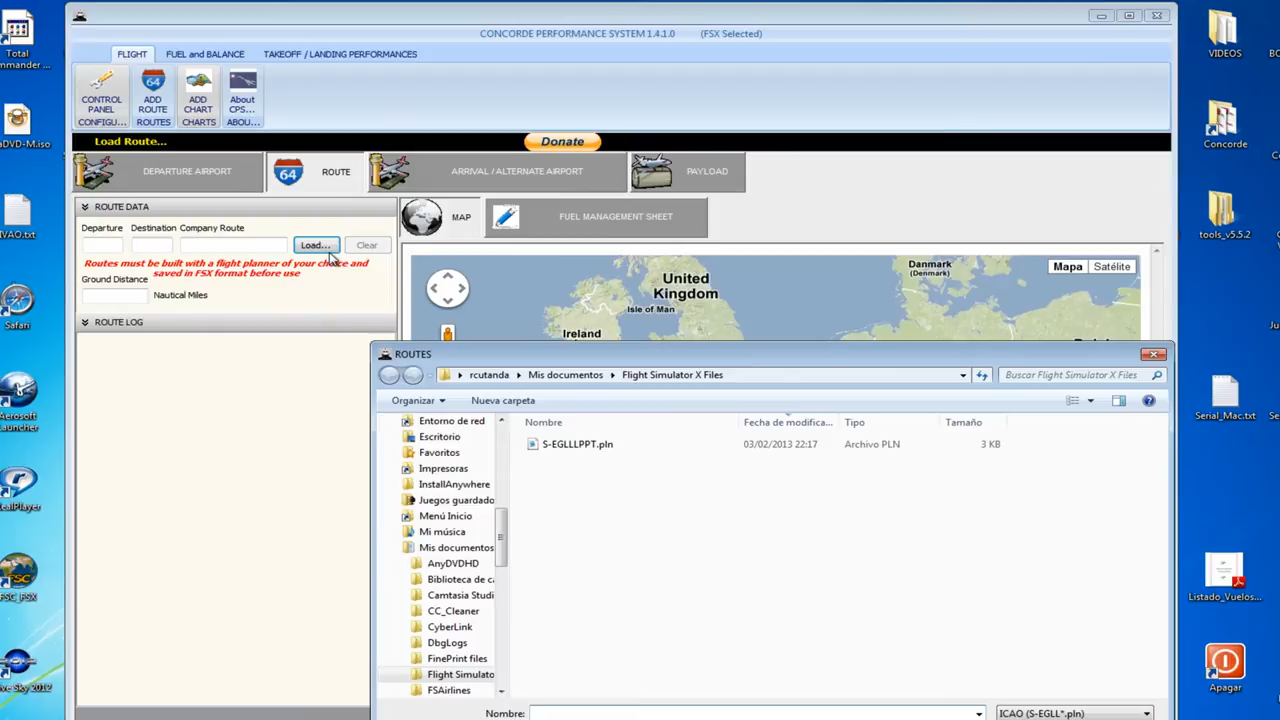 CONCORDE PERFORMANCE SYSTEM 1.4.1.0 (FSX Selected)
FLIGHT FUEL and BALANCE TAKEOFF / LANDING PERFORMANCES
CONTROL PANEL
CONFIGU...
ADD ROUTE
ROUTES
ADD CHART
CHARTS
About CPS...
ABOU...
Load Route...
Donate
DEPARTURE AIRPORT
64 ROUTE
ARRIVAL / ALTERNATE AIRPORT
PAYLOAD
ROUTE DATA
Departure Destination Company Route
Load... Clear
Routes must be built with a flight planner of your choice and
saved in FSX format before use
Ground Distance
Nautical Miles
ROUTE LOG
MAP
FUEL MANAGEMENT SHEET
United
Kingdom
Isle of Man
Ireland
Danmark
(Denmark)
Mapa Satélite
ROUTES
rcutanda Mis documentos Flight Simulator X Files
Buscar Flight Simulator X Files
Organizar Nueva carpeta
Nombre Fecha de modifica... Tipo Tamaño
S-EGLLLPPT.pln 03/02/2013 22:17 Archivo PLN 3 KB
Entorno de red
Escritorio
Favoritos
Impresoras
InstallAnywhere
Juegos guardado
Menú Inicio
Mi música
Mis documentos
AnyDVDHD
Biblioteca de ca
Camtasia Studi
CC_Cleaner
CyberLink
DbgLogs
FinePrint files
Flight Simulato
FSAirlines
Nombre:
ICAO (S-EGLL*.pln)
Total
mmander ...
aDVD-M.iso
IVAO.txt
Safari
Aerosoft
Launcher
ealPlayer
FSC_FSX
ive Sky 2012
VIDEOS
Concorde
tools_v5.5.2
Serial_Mac.txt
Listado_Vuelos...
Apagar